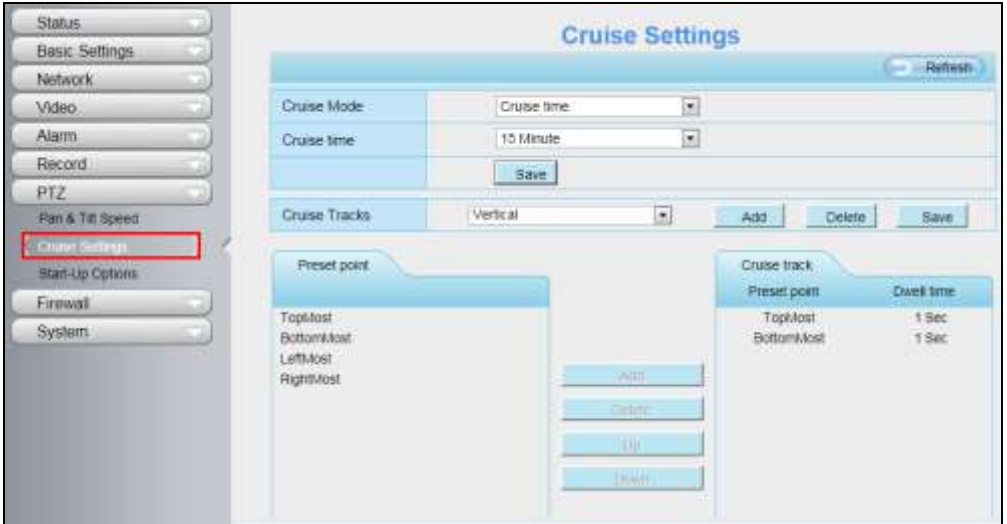 Status
Basic Settings
Network
Video
Alarm
Record
PTZ
Pan & Tilt Speed
Cruise Settings
Start-Up Options
Firewall
System
Cruise Settings
Refresh
Cruise Mode
Cruise time
Cruise time
15 Minute
Save
Cruise Tracks
Vertical
Add
Delete
Save
Preset point
TopMost
BottomMost
LeftMost
RightMost
Add
Delete
Up
Down
Cruise track
Preset point Dwell time
TopMost 1 Sec
BottomMost 1 Sec